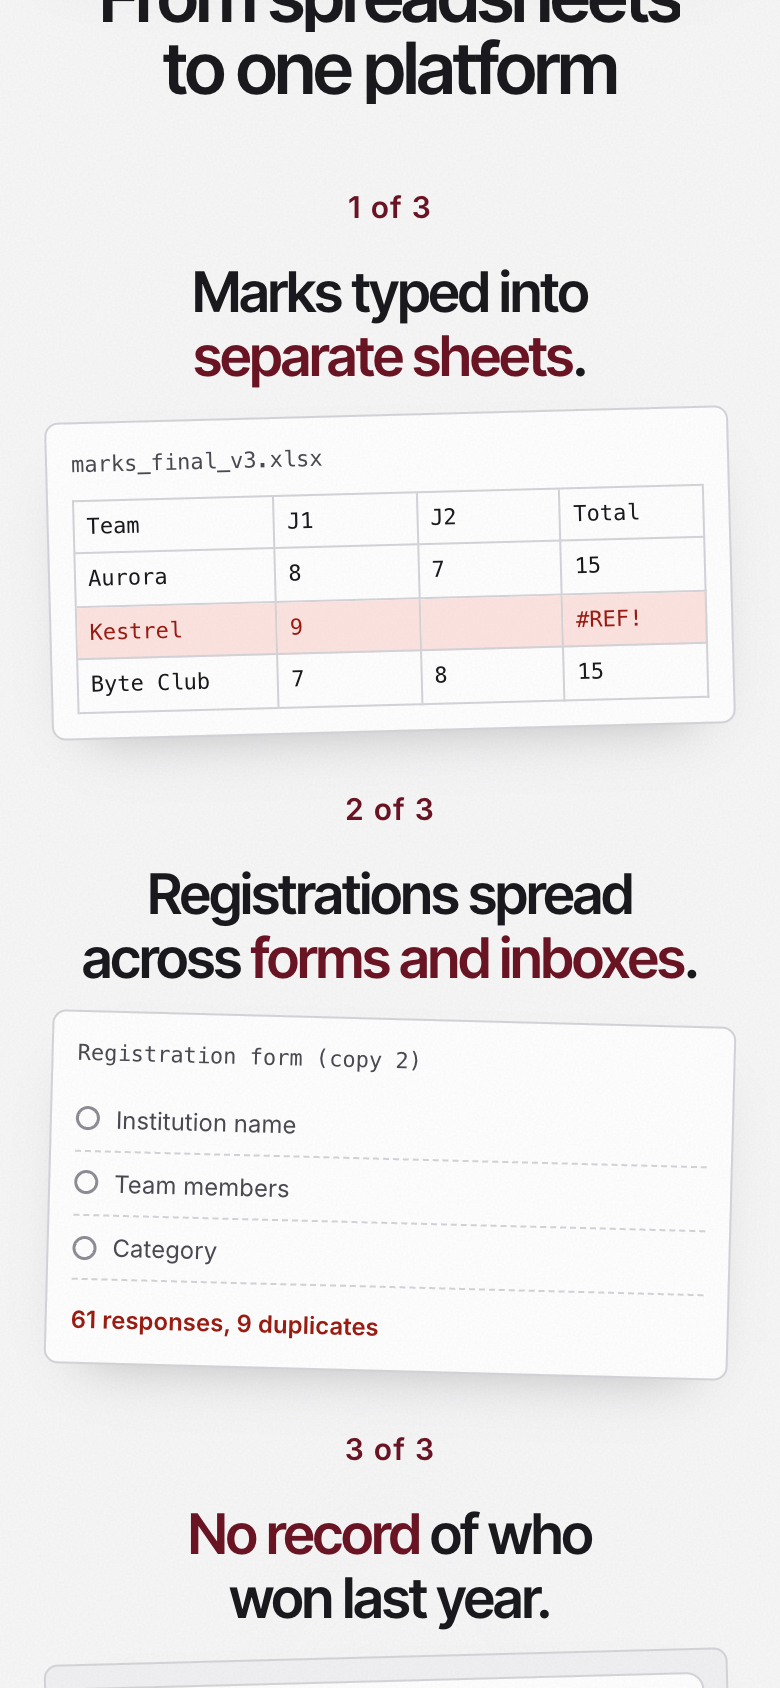 From spreadsheets
to one platform
1 of 3
Marks typed into
separate sheets.
marks_final_v3.xlsx
Team J1 J2 Total
Aurora 8 7 15
Kestrel 9 #REF!
Byte Club 7 8 15
2 of 3
Registrations spread
across forms and inboxes.
Registration form (copy 2)
Institution name
Team members
Category
61 responses, 9 duplicates
3 of 3
No record of who
won last year.